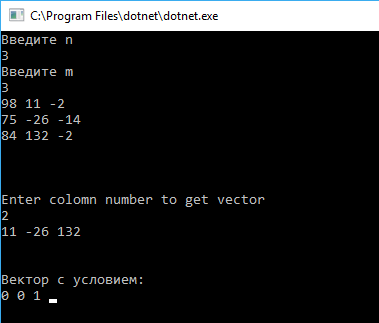 C:\Program Files\dotnet\dotnet.exe
Введите n
3
Введите m
3
98 11 -2
75 -26 -14
84 132 -2
Enter colomn number to get vector
2
11 -26 132
Вектор с условием:
0 0 1